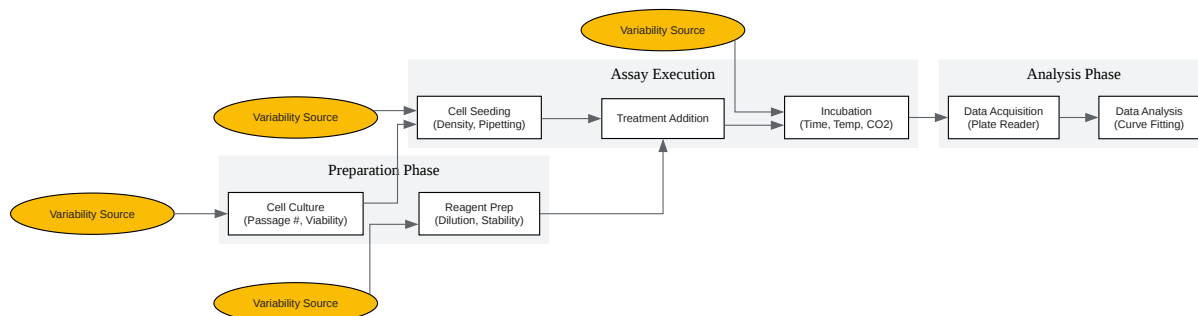 Variability Source
Assay Execution
Analysis Phase
Variability Source
Cell Seeding
(Density, Pipetting)
Treatment Addition
Incubation
(Time, Temp, CO2)
Data Acquisition
(Plate Reader)
Data Analysis
(Curve Fitting)
Preparation Phase
Variability Source
Cell Culture
(Passage #, Viability)
Reagent Prep
(Dilution, Stability)
Variability Source